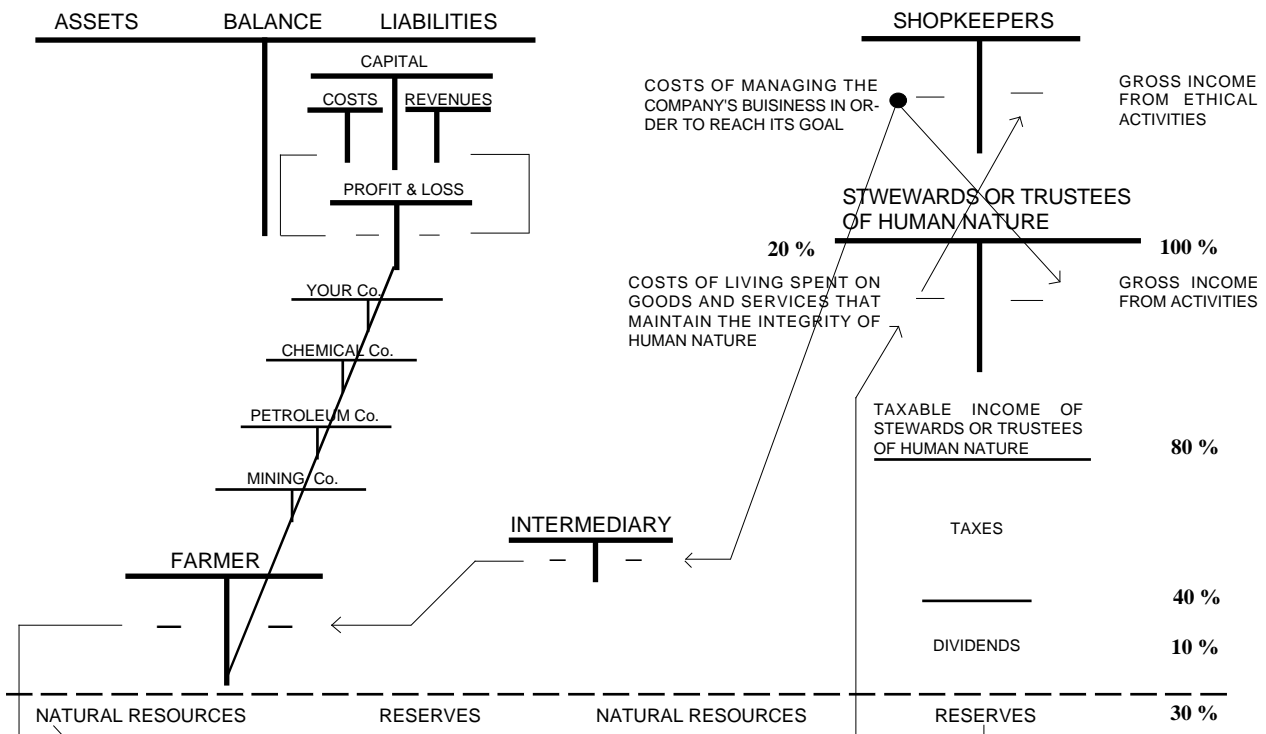 ASSETS BALANCE LIABILITIES
CAPITAL
COSTS REVENUES
PROFIT & LOSS
YOUR Co.
CHEMICAL Co.
PETROLEUM Co.
MINING Co.
FARMER
INTERMEDIARY
SHOPKEEPERS
COSTS OF MANAGING THE
COMPANY'S BUISINESS IN OR-
DER TO REACH ITS GOAL
GROSS INCOME
FROM ETHICAL
ACTIVITIES
STWEWARDS OR TRUSTEES
OF HUMAN NATURE
20 % 100 %
COSTS OF LIVING SPENT ON
GOODS AND SERVICES THAT
MAINTAIN THE INTEGRITY OF
HUMAN NATURE
GROSS INCOME
FROM ACTIVITIES
TAXABLE INCOME OF
STEWARDS OR TRUSTEES
OF HUMAN NATURE
80 %
TAXES
40 %
DIVIDENDS 10 %
NATURAL RESOURCES RESERVES NATURAL RESOURCES RESERVES 30 %